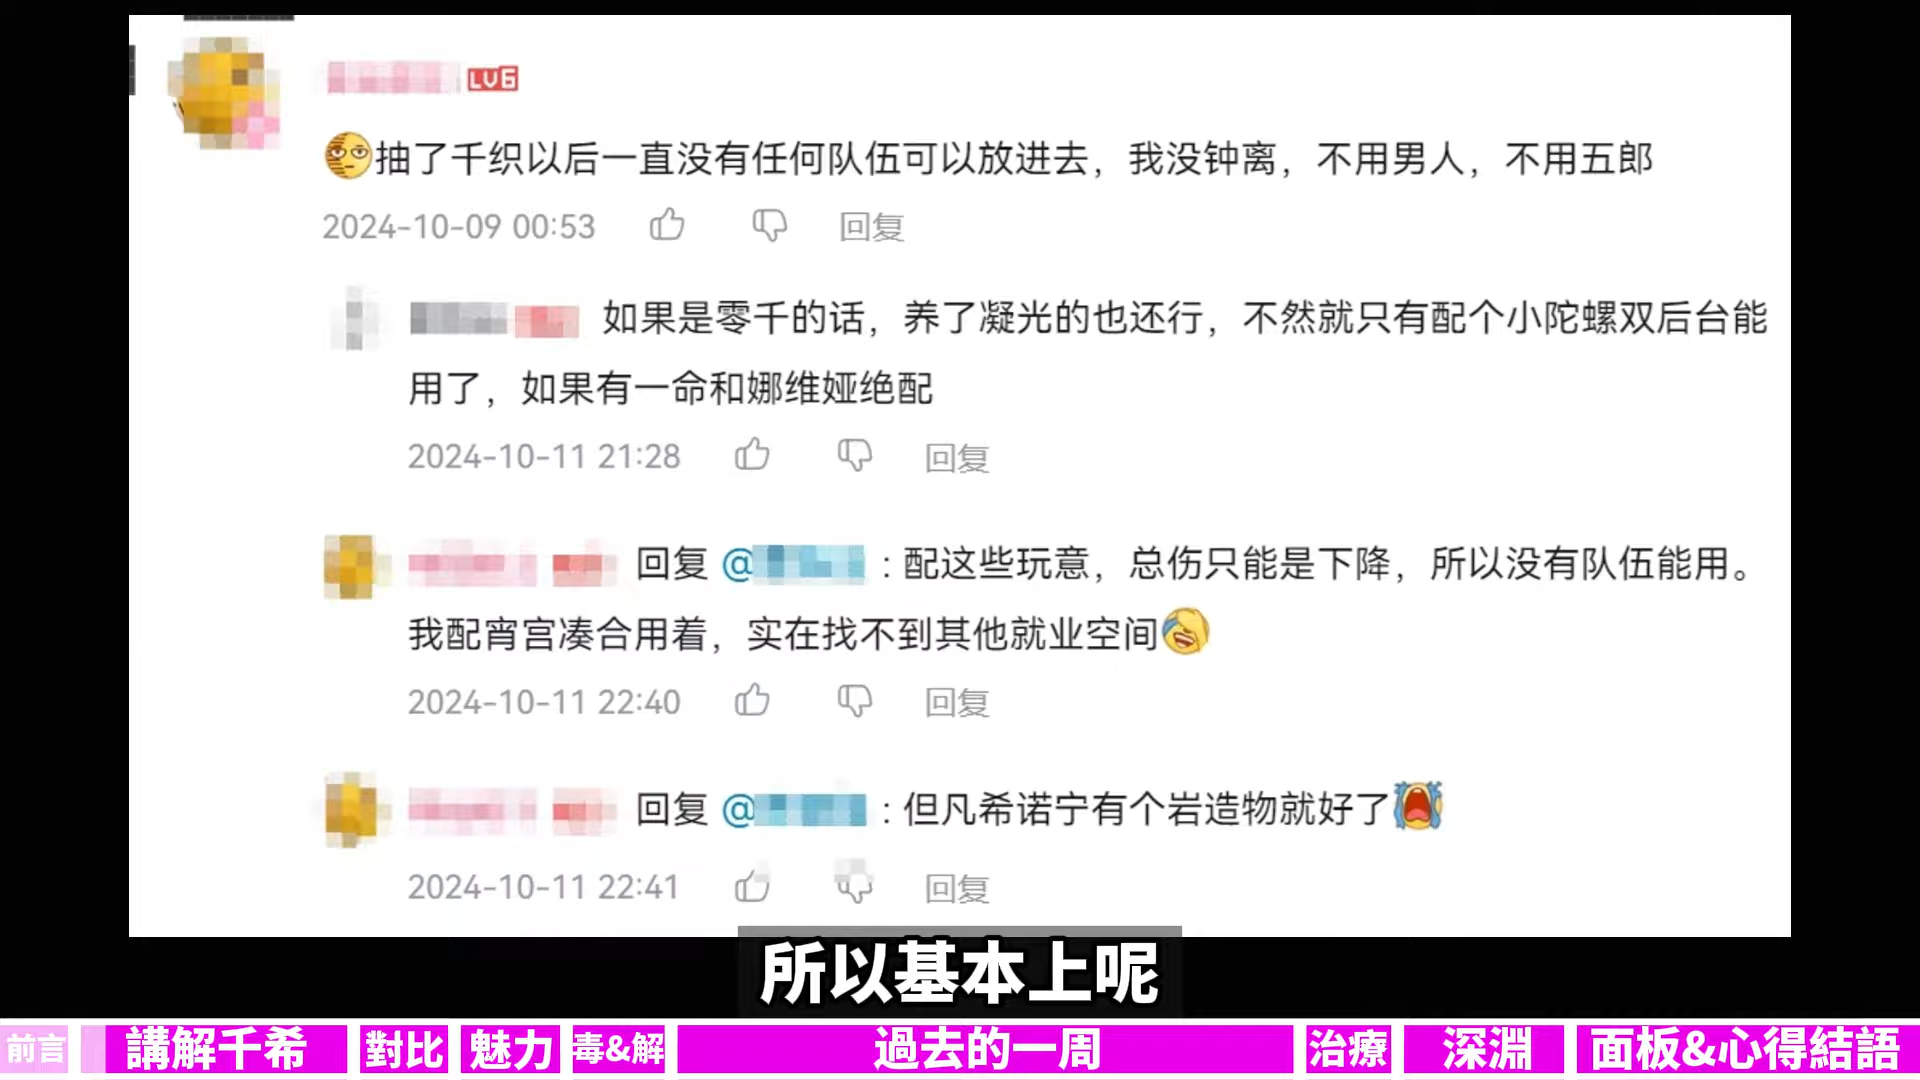 LV6
抽了千织以后一直没有任何队伍可以放进去，我没钟离，不用男人，不用五郎
2024-10-09 00:53 回复
如果是零千的话，养了凝光的也还行，不然就只有配个小陀螺双后台能
用了，如果有一命和娜维娅绝配
2024-10-11 21:28 回复
回复 @ : 配这些玩意，总伤只能是下降，所以没有队伍能用。
我配宵宫凑合用着，实在找不到其他就业空间
2024-10-11 22:40 回复
回复 @ : 但凡希诺宁有个岩造物就好了
2024-10-11 22:41 回复
所以基本上呢
前言 講解千希 對比 魅力 毒&解 過去的一周 治療 深淵 面板&心得結語